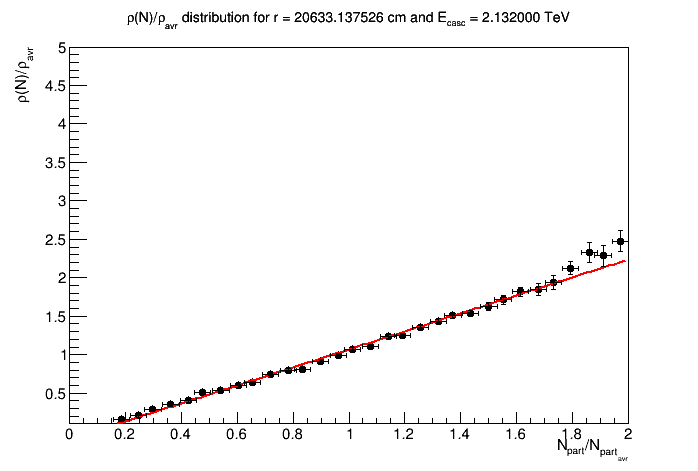 ρ(N)/ρavr distribution for r = 20633.137526 cm and Ecasc = 2.132000 TeV
ρ(N)/ρavr
5
4.5
4
3.5
3
2.5
2
1.5
1
0.5
0 0.2 0.4 0.6 0.8 1 1.2 1.4 1.6 1.8 2
Npart/Npartavr